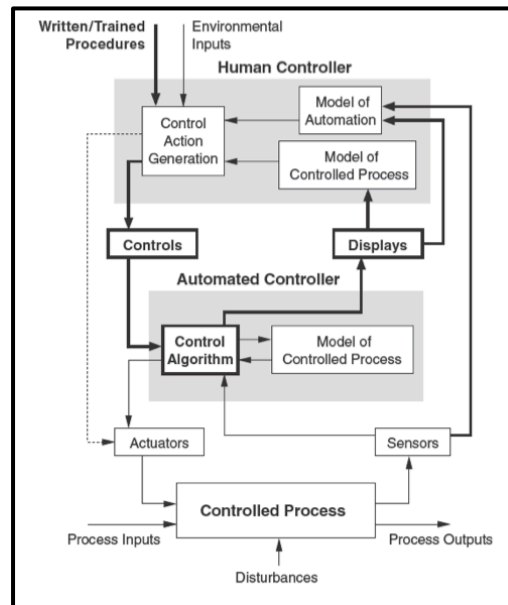 Written/Trained
Procedures
Environmental
Inputs
Human Controller
Control
Action
Generation
Model of
Automation
Model of
Controlled Process
Controls
Displays
Automated Controller
Control
Algorithm
Model of
Controlled Process
Actuators
Sensors
Controlled Process
Process Inputs
Process Outputs
Disturbances